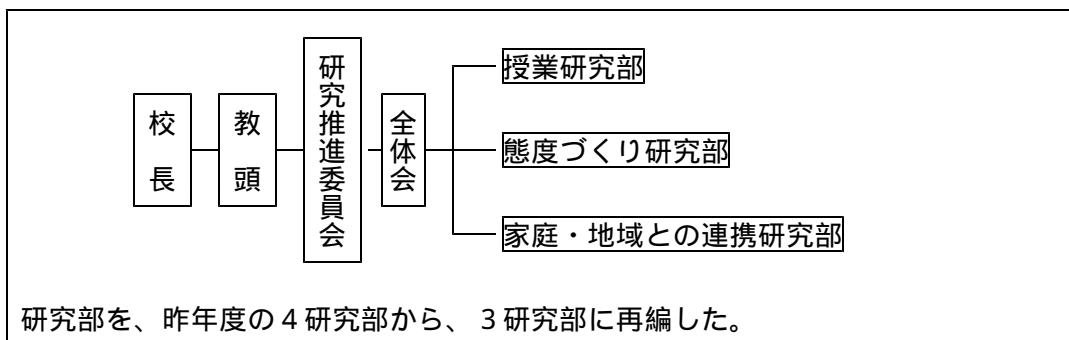 校長
教頭
研究推進委員会
全体会
授業研究部
態度づくり研究部
家庭・地域との連携研究部
研究部を、昨年度の４研究部から、３研究部に再編した。